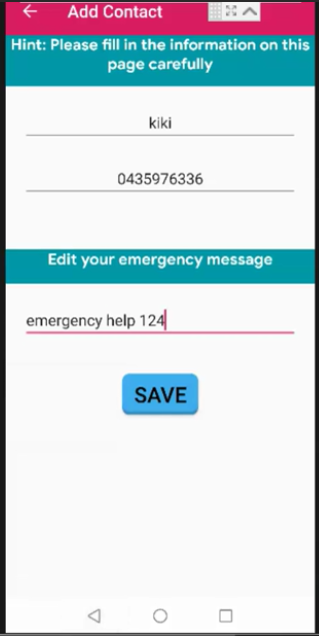 Add Contact
Hint: Please fill in the information on this
page carefully
kiki
0435976336
Edit your emergency message
emergency help 124
SAVE